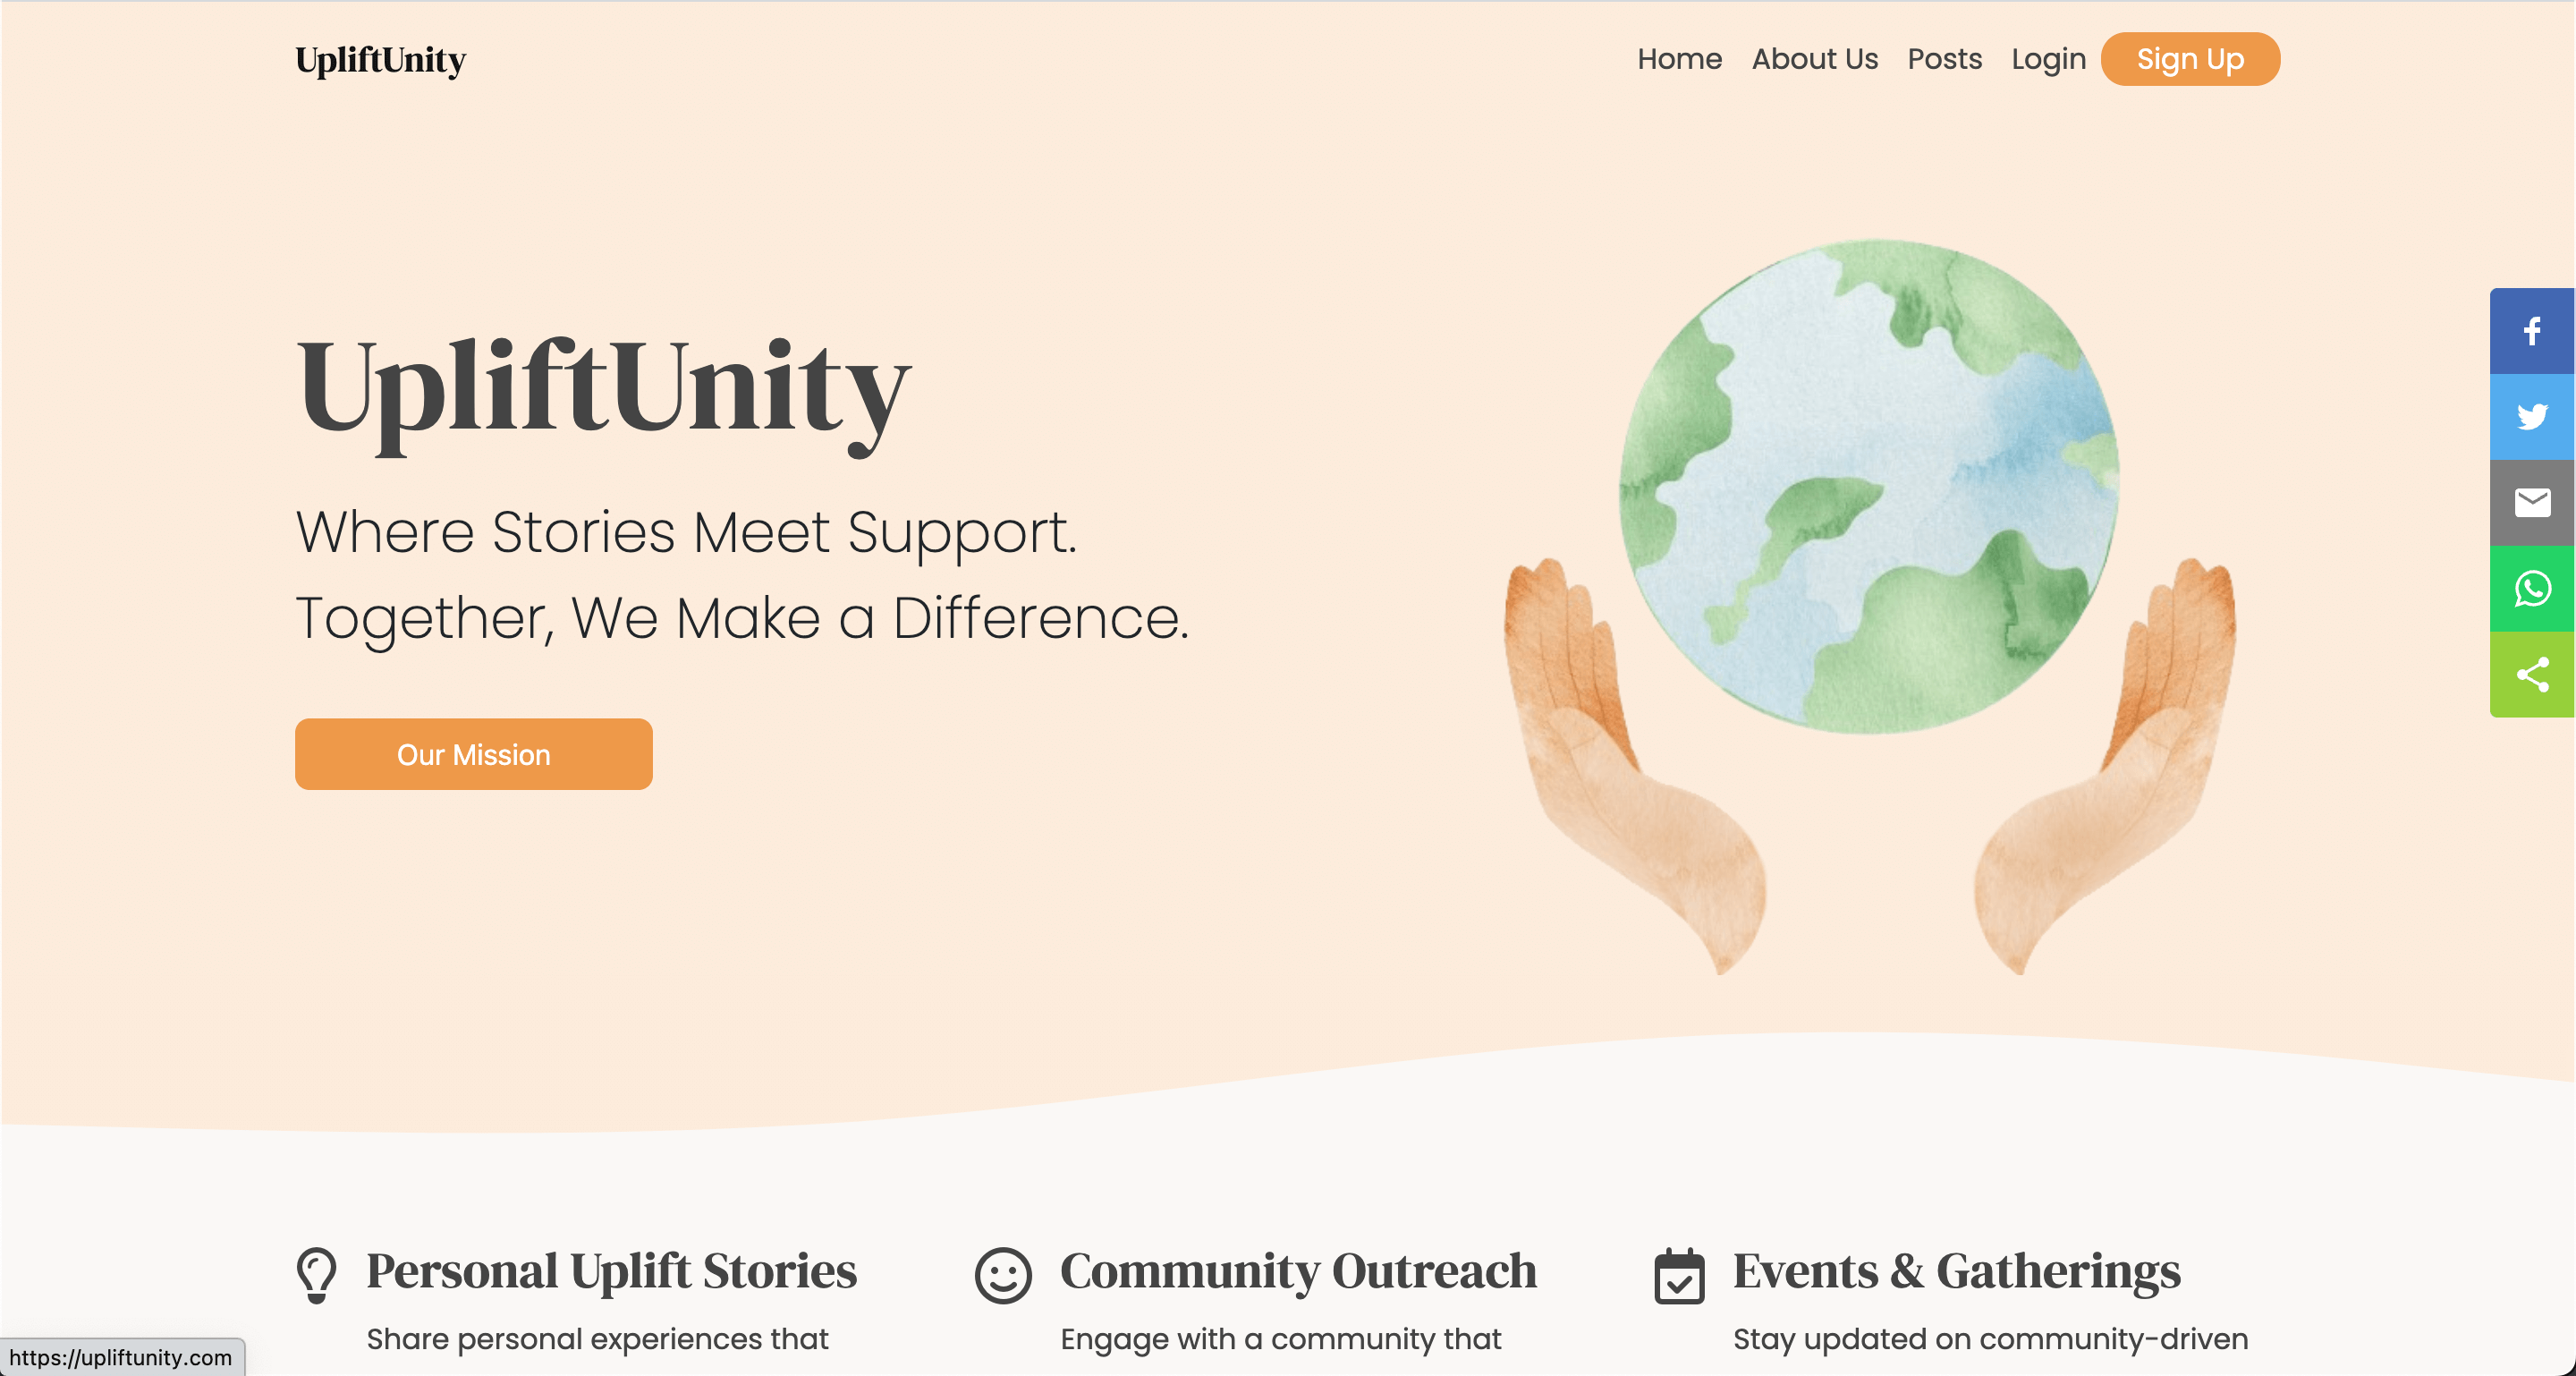 UpliftUnity
Home About Us Posts Login Sign Up
UpliftUnity
Where Stories Meet Support.
Together, We Make a Difference.
Our Mission
Personal Uplift Stories
Share personal experiences that
Community Outreach
Engage with a community that
Events & Gatherings
Stay updated on community-driven
https://upliftunity.com